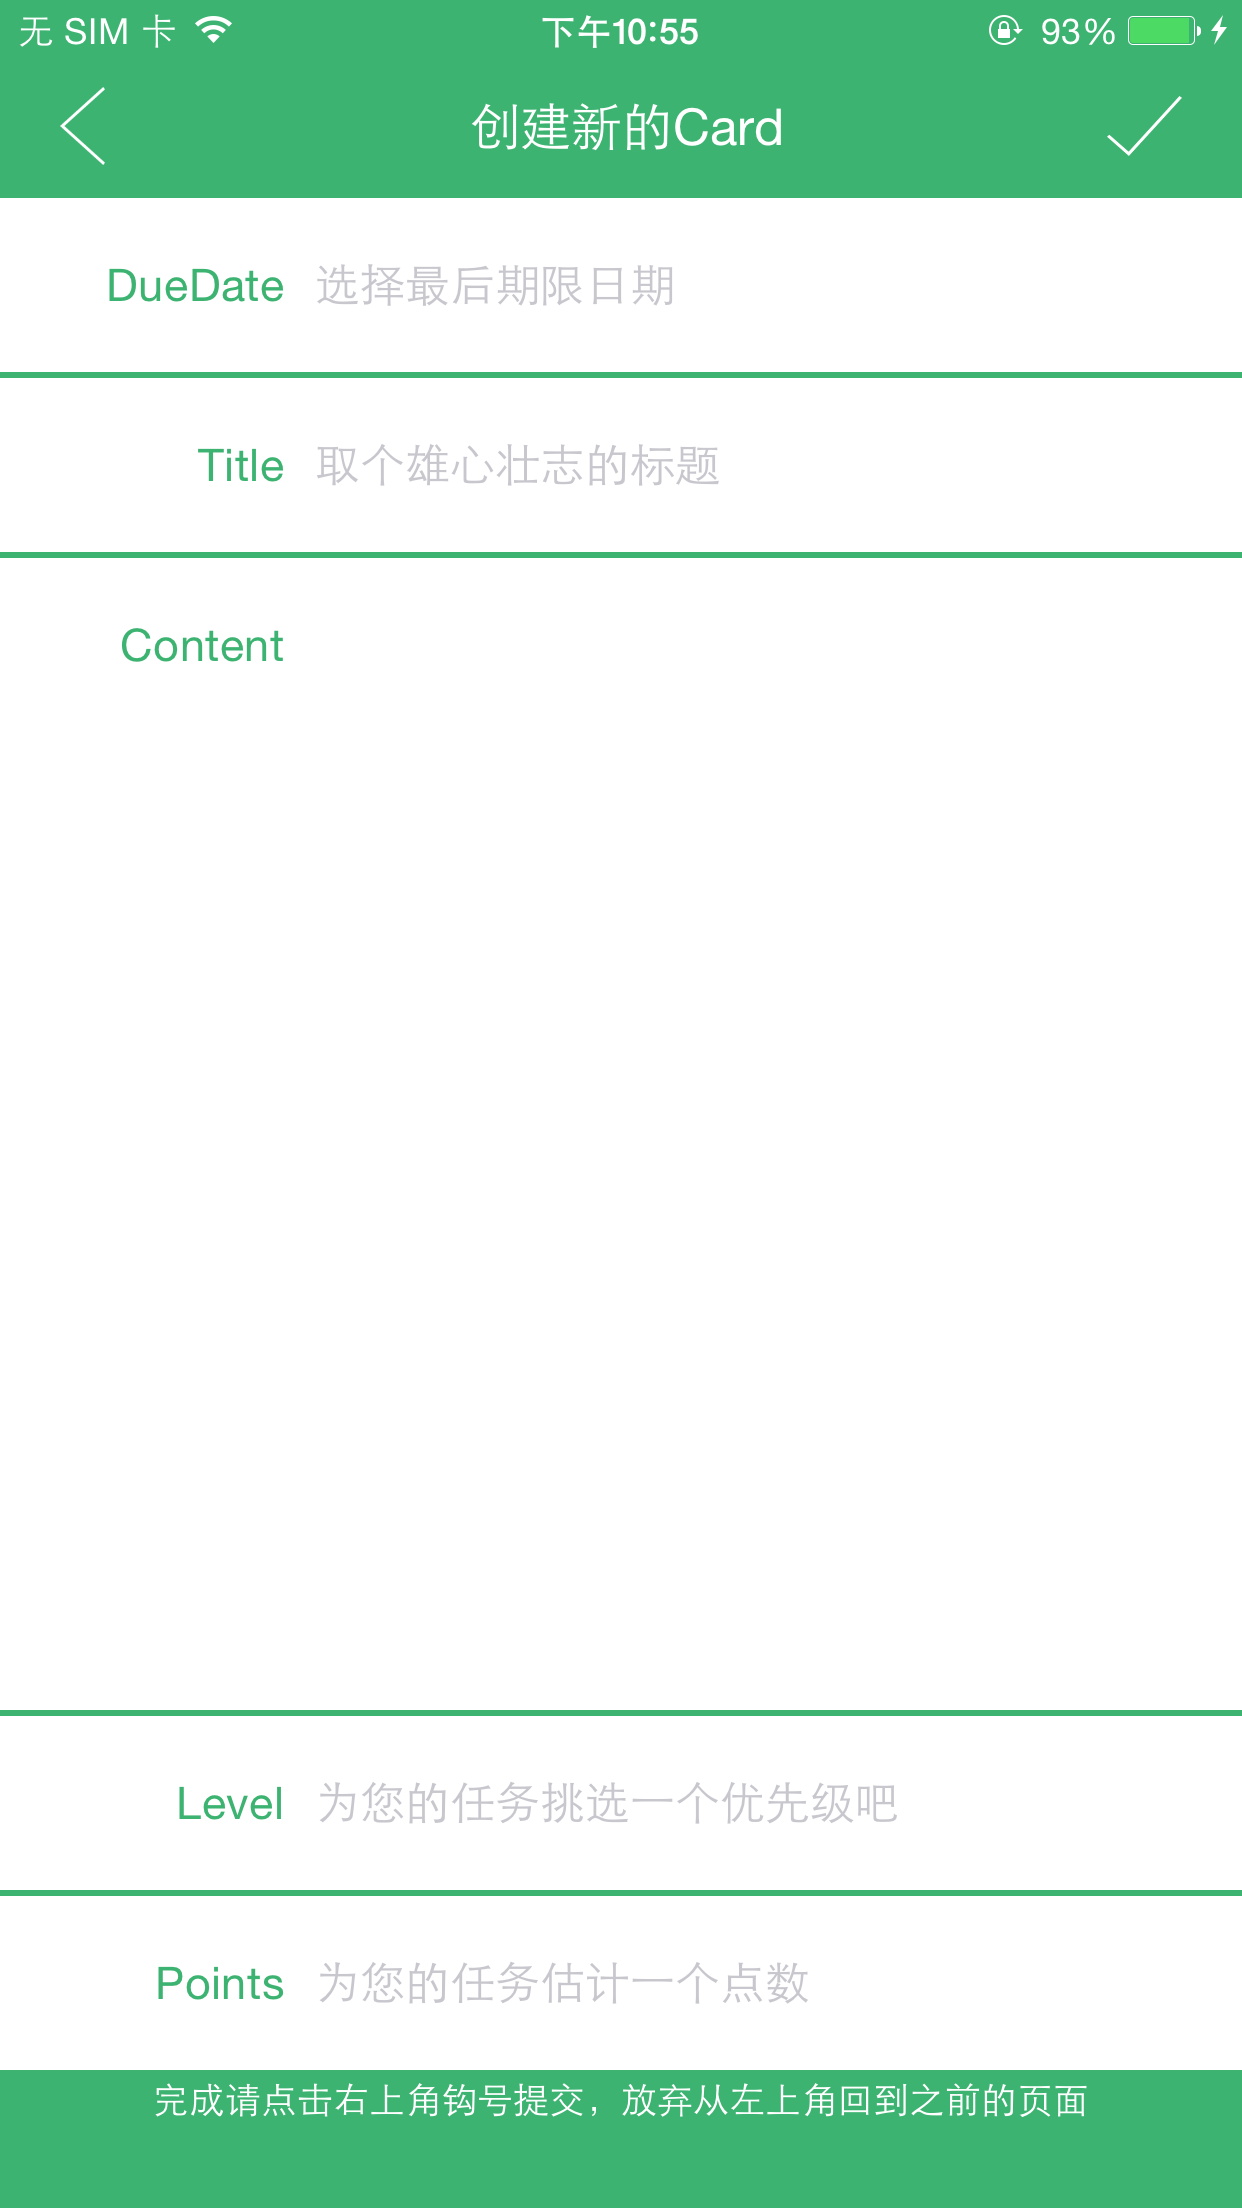 无 SIM 卡 下午10:55 93%
创建新的Card
DueDate 选择最后期限日期
Title 取个雄心壮志的标题
Content
Level 为您的任务挑选一个优先级吧
Points 为您的任务估计一个点数
完成请点击右上角钩号提交，放弃从左上角回到之前的页面